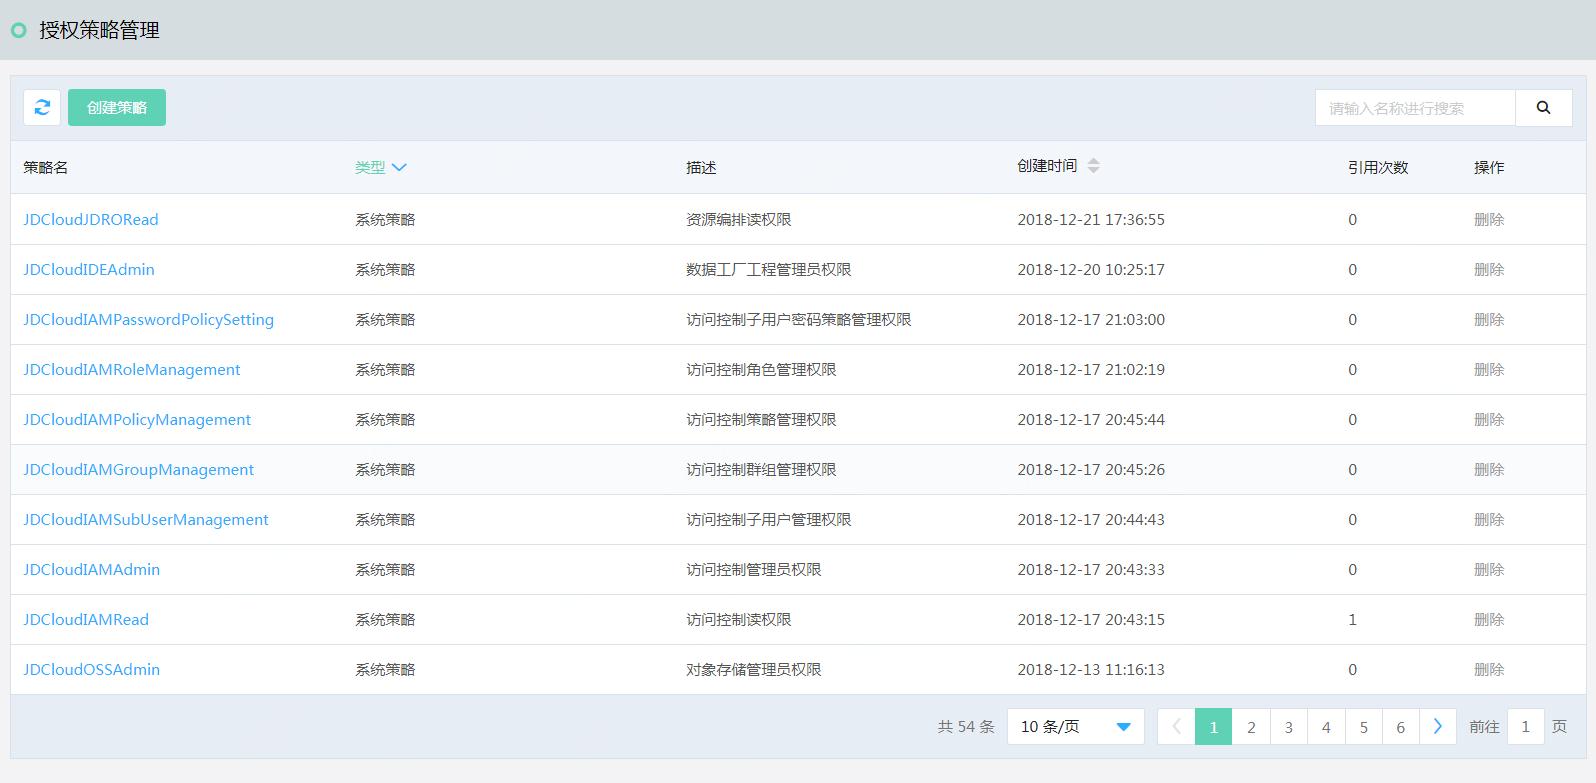 授权策略管理
创建策略 请输入名称进行搜索
策略名 类型 描述 创建时间 引用次数 操作
JDCloudJDRORead 系统策略 资源编排读权限 2018-12-21 17:36:55 0 删除
JDCloudIDEAdmin 系统策略 数据工厂工程管理员权限 2018-12-20 10:25:17 0 删除
JDCloudIAMPasswordPolicySetting 系统策略 访问控制子用户密码策略管理权限 2018-12-17 21:03:00 0 删除
JDCloudIAMRoleManagement 系统策略 访问控制角色管理权限 2018-12-17 21:02:19 0 删除
JDCloudIAMPolicyManagement 系统策略 访问控制策略管理权限 2018-12-17 20:45:44 0 删除
JDCloudIAMGroupManagement 系统策略 访问控制群组管理权限 2018-12-17 20:45:26 0 删除
JDCloudIAMSubUserManagement 系统策略 访问控制子用户管理权限 2018-12-17 20:44:43 0 删除
JDCloudIAMAdmin 系统策略 访问控制管理员权限 2018-12-17 20:43:33 0 删除
JDCloudIAMRead 系统策略 访问控制读权限 2018-12-17 20:43:15 1 删除
JDCloudOSSAdmin 系统策略 对象存储管理员权限 2018-12-13 11:16:13 0 删除
共 54 条 10 条/页 1 2 3 4 5 6 前往 1 页